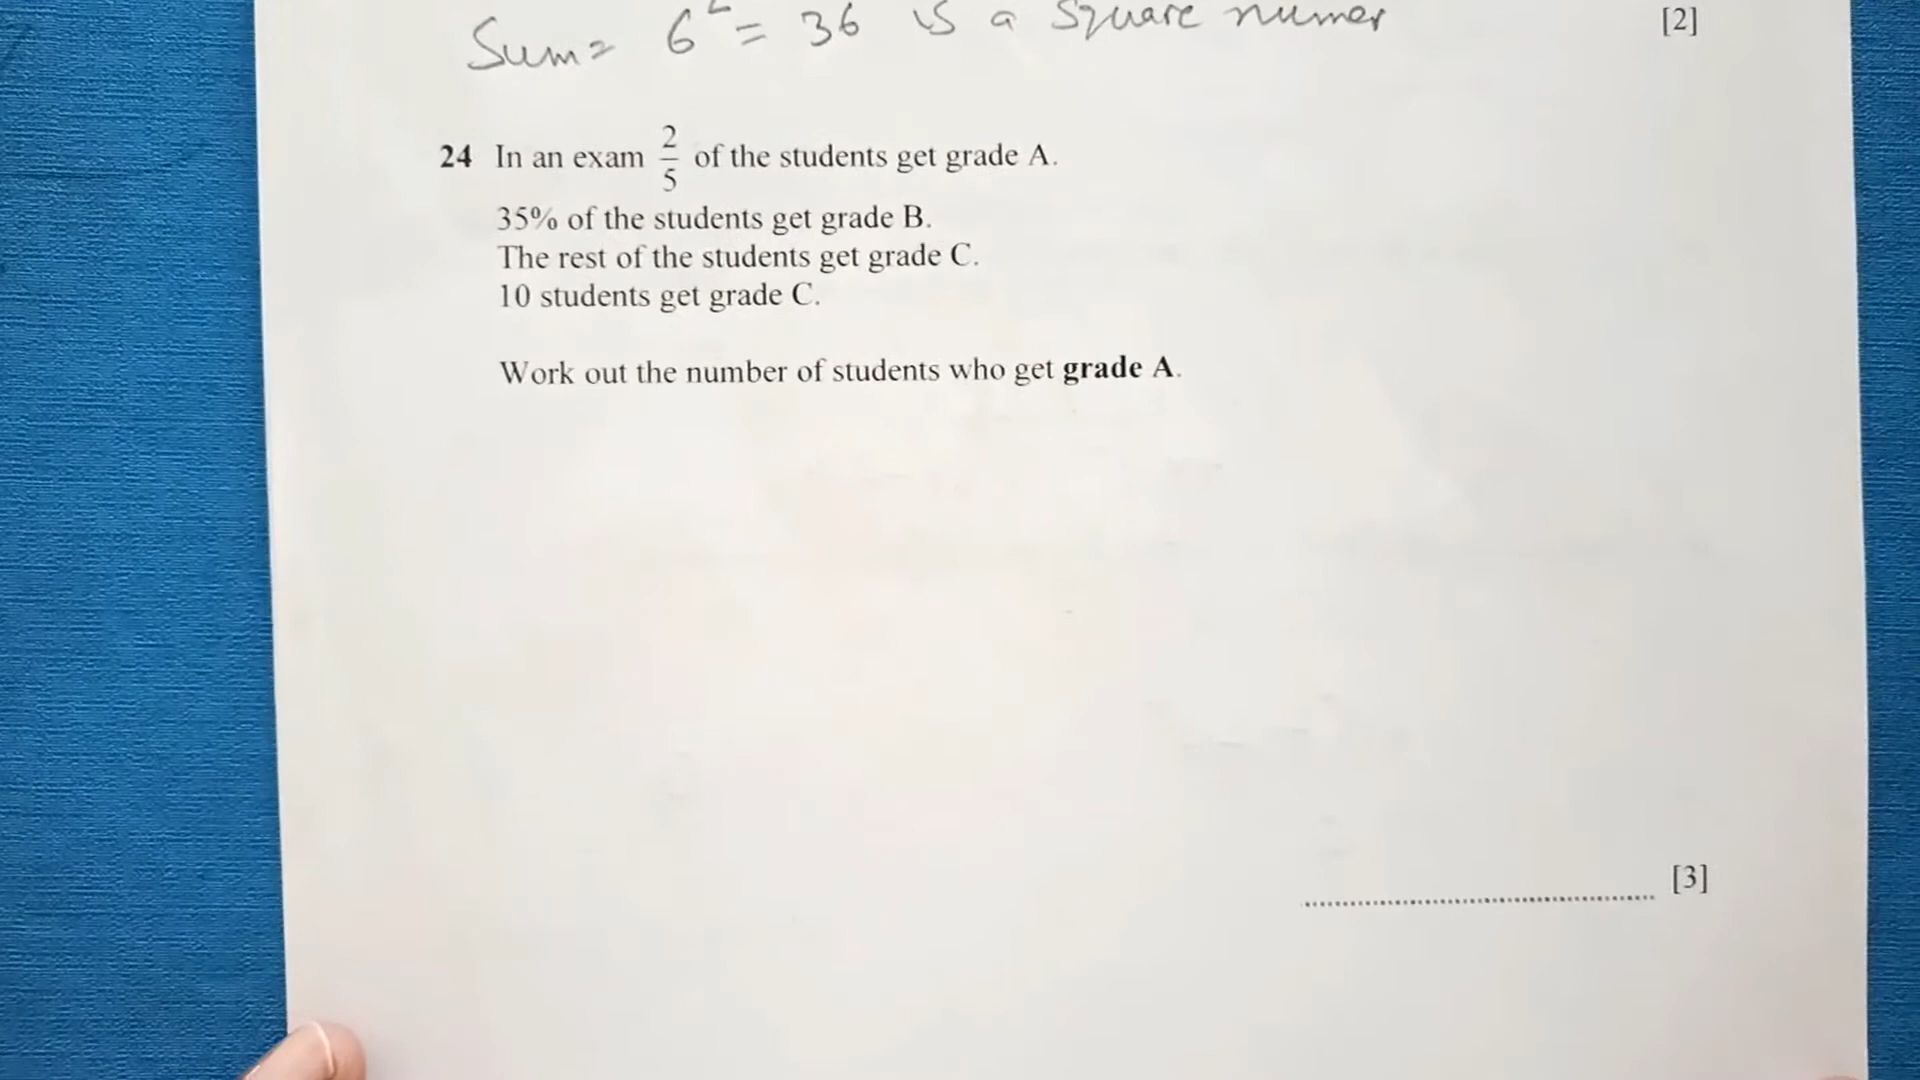 Sum= 6² = 36 is a square numer [2]
24 In an exam 2/5 of the students get grade A.
35% of the students get grade B.
The rest of the students get grade C.
10 students get grade C.
Work out the number of students who get grade A.
[3]